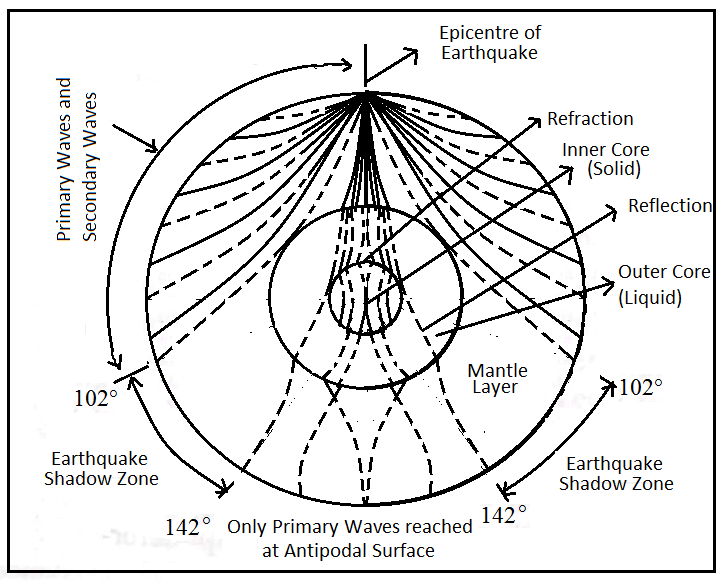 Epicentre of
Earthquake
Primary Waves and
Secondary Waves
Refraction
Inner Core
(Solid)
Reflection
Outer Core
(Liquid)
Mantle
Layer
102°
102°
Earthquake
Shadow Zone
Earthquake
Shadow Zone
142°
142°
Only Primary Waves reached
at Antipodal Surface